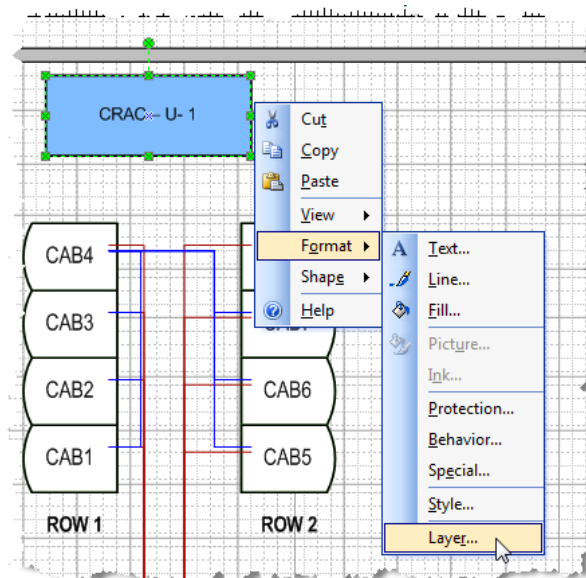 CRAC – U- 1
Cut
Copy
Paste
View
Format
Shape
Help
Text...
Line...
Fill...
Picture...
Ink...
Protection...
Behavior...
Special...
Style...
Layer...
CAB4
CAB3
CAB2
CAB6
CAB1
CAB5
ROW 1
ROW 2